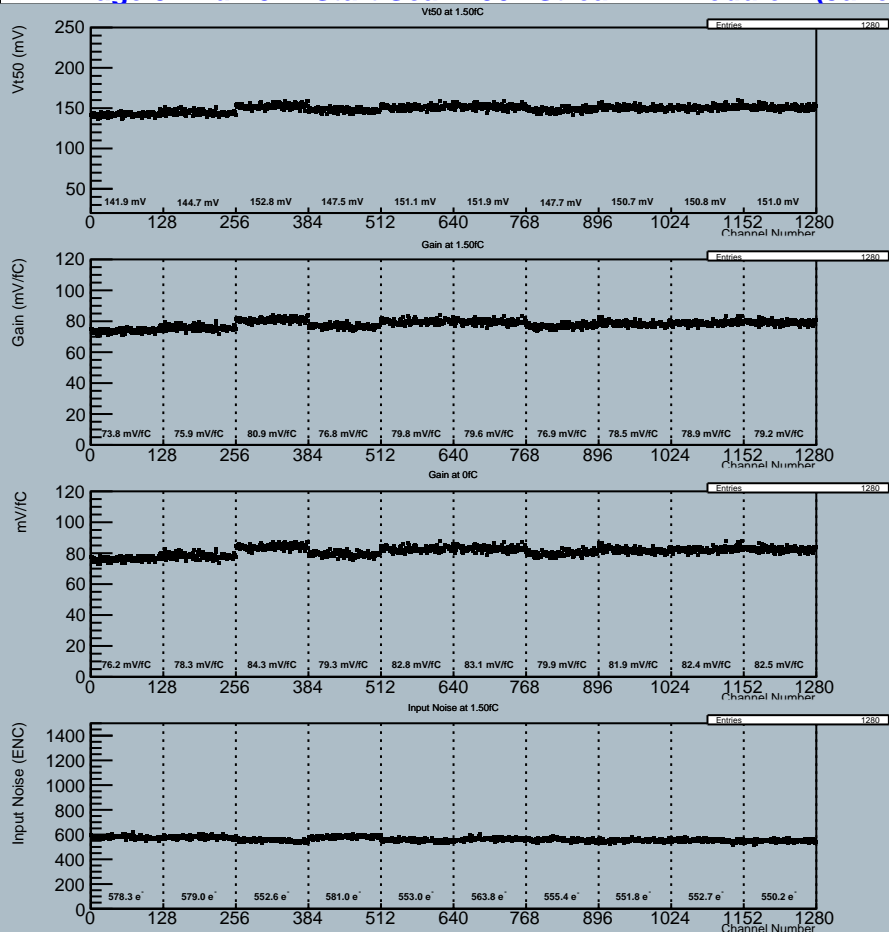 Vt50 at 1.50fC
Entries 1280
Vt50 (mV)
250
200
150
100
50
141.9 mV 144.7 mV 152.8 mV 147.5 mV 151.1 mV 151.9 mV 147.7 mV 150.7 mV 150.8 mV 151.0 mV
0 128 256 384 512 640 768 896 1024 1152 1280
Channel Number
Gain at 1.50fC
Entries 1280
Gain (mV/fC)
120
100
80
60
40
20
0
73.8 mV/fC 75.9 mV/fC 80.9 mV/fC 76.8 mV/fC 79.8 mV/fC 79.6 mV/fC 76.9 mV/fC 78.5 mV/fC 78.9 mV/fC 79.2 mV/fC
0 128 256 384 512 640 768 896 1024 1152 1280
Channel Number
Gain at 0fC
Entries 1280
mV/fC
120
100
80
60
40
20
0
76.2 mV/fC 78.3 mV/fC 84.3 mV/fC 79.3 mV/fC 82.8 mV/fC 83.1 mV/fC 79.9 mV/fC 81.9 mV/fC 82.4 mV/fC 82.5 mV/fC
0 128 256 384 512 640 768 896 1024 1152 1280
Channel Number
Input Noise at 1.50fC
Entries 1280
Input Noise (ENC)
1400
1200
1000
800
600
400
200
0
578.3 e⁻ 579.0 e⁻ 552.6 e⁻ 581.0 e⁻ 553.0 e⁻ 563.8 e⁻ 555.4 e⁻ 551.8 e⁻ 552.7 e⁻ 550.2 e⁻
0 128 256 384 512 640 768 896 1024 1152 1280
Channel Number